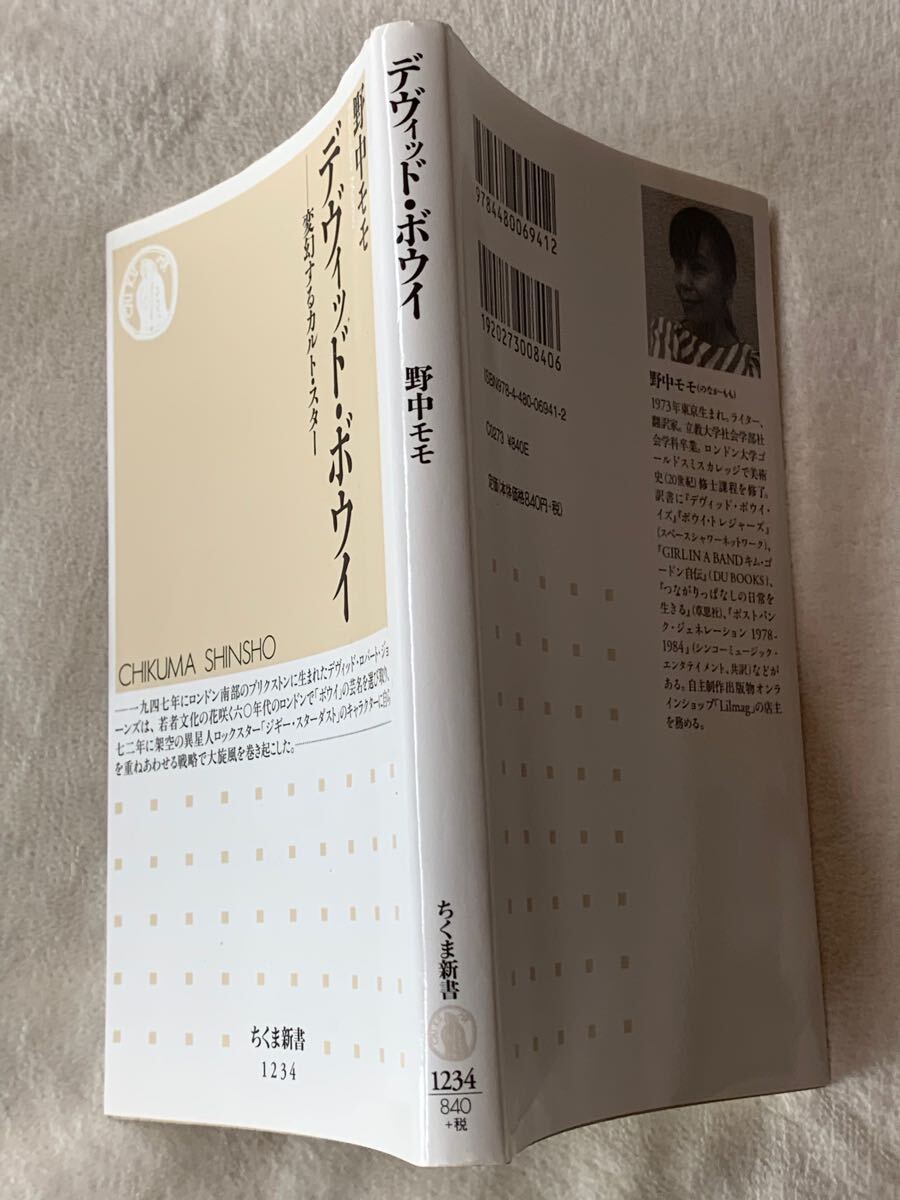 野中モモ
デヴィッド・ボウイ
――変幻するカルト・スター
CHIKUMA SHINSHO
――一九四七年にロンドン南部のブリクストンに生まれたデヴィッド・ロバート・ジョ
ーンズは、若者文化の花咲く六〇年代のロンドンで「ボウイ」の芸名を選び取り、
七二年に架空の異星人ロックスター「ジギー・スターダスト」のキャラクターに自分
を重ねあわせる戦略で大旋風を巻き起こした。――
ちくま新書
1234
デヴィッド・ボウイ
野中モモ
ちくま新書
1234
840
+税
9784480069412
1920273008406
ISBN978-4-480-06941-2
C0273 ¥840E
定価(本体価格840円+税)
野中モモ(のなか・もも)
1973年東京生まれ。ライター、
翻訳家。立教大学社会学部社
会学科卒業。ロンドン大学ゴ
ールドスミスカレッジで美術
史(20世紀)修士課程を修了。
訳書に『デヴィッド・ボウイ・
イズ』『ボウイ・トレジャーズ』
(スペースシャワーネットワーク)、
『GIRL IN A BAND キム・ゴ
ードン自伝』(DU BOOKS)、
『つながりっぱなしの日常を
生きる』(草思社)、『ポストパン
ク・ジェネレーション 1978-
1984』(シンコーミュージック・
エンタテイメント、共訳)などが
ある。自主制作出版物オンラ
インショップ「Lilmag」の店主
を務める。